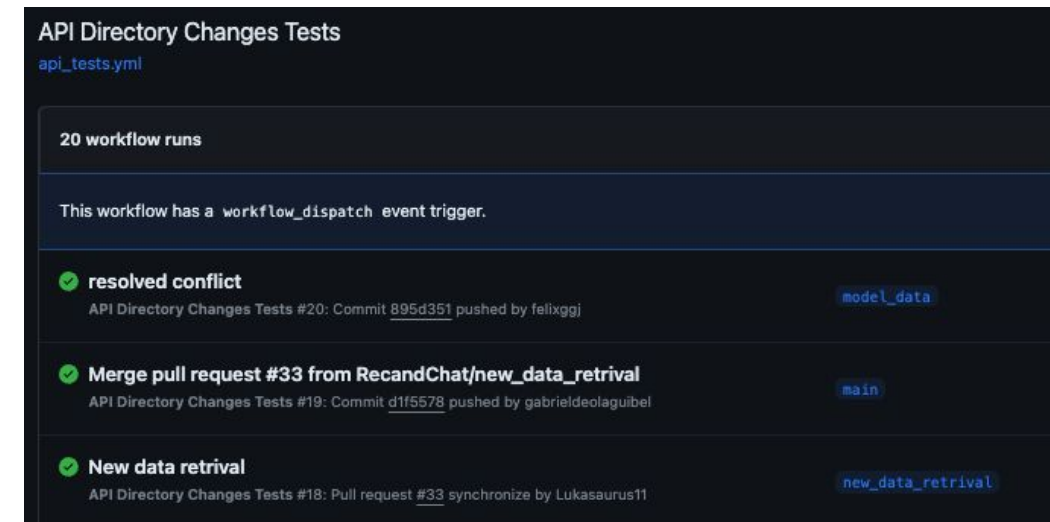 API Directory Changes Tests
api_tests.yml
20 workflow runs
This workflow has a workflow_dispatch event trigger.
resolved conflict
API Directory Changes Tests #20: Commit 895d351 pushed by felixggj
model_data
Merge pull request #33 from RecandChat/new_data_retrival
API Directory Changes Tests #19: Commit d1f5578 pushed by gabrieldeolaguibel
main
New data retrival
API Directory Changes Tests #18: Pull request #33 synchronize by Lukasaurus11
new_data_retrival